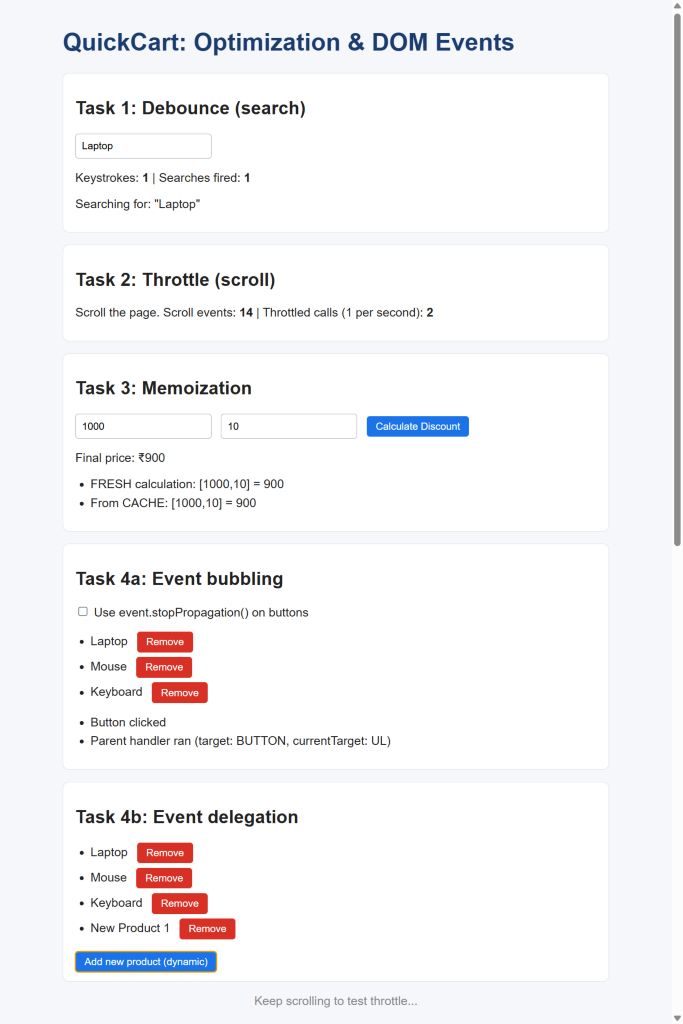 QuickCart: Optimization & DOM Events
Task 1: Debounce (search)
Laptop
Keystrokes: 1 | Searches fired: 1
Searching for: "Laptop"
Task 2: Throttle (scroll)
Scroll the page. Scroll events: 14 | Throttled calls (1 per second): 2
Task 3: Memoization
1000 10 Calculate Discount
Final price: ₹900
• FRESH calculation: [1000,10] = 900
• From CACHE: [1000,10] = 900
Task 4a: Event bubbling
Use event.stopPropagation() on buttons
• Laptop Remove
• Mouse Remove
• Keyboard Remove
• Button clicked
• Parent handler ran (target: BUTTON, currentTarget: UL)
Task 4b: Event delegation
• Laptop Remove
• Mouse Remove
• Keyboard Remove
• New Product 1 Remove
Add new product (dynamic)
Keep scrolling to test throttle...